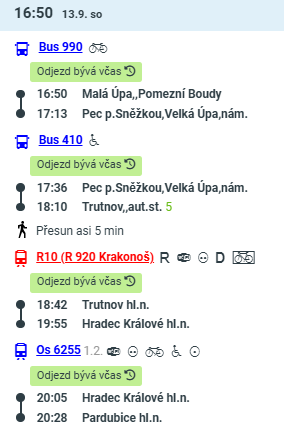 16:50 13.9. so
Bus 990
Odjezd bývá včas
16:50 Malá Úpa,,Pomezní Boudy
17:13 Pec p.Sněžkou,Velká Úpa,nám.
Bus 410
Odjezd bývá včas
17:36 Pec p.Sněžkou,Velká Úpa,nám.
18:10 Trutnov,,aut.st. 5
Přesun asi 5 min
R10 (R 920 Krakonoš) R D
18:42 Trutnov hl.n.
19:55 Hradec Králové hl.n.
Os 6255 1.2.
Odjezd bývá včas
20:05 Hradec Králové hl.n.
20:28 Pardubice hl.n.